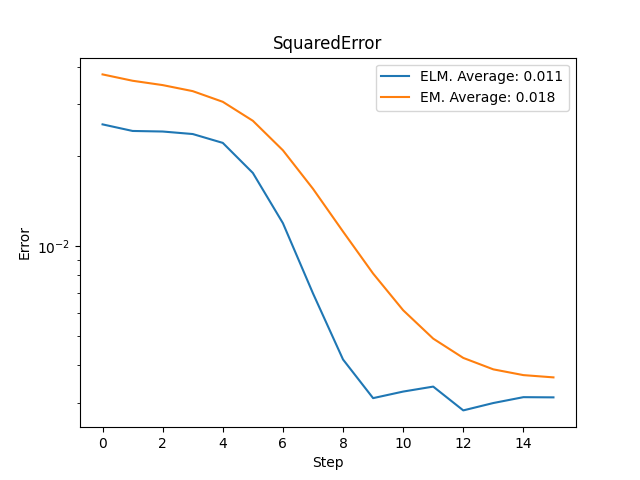 SquaredError
ELM. Average: 0.011
EM. Average: 0.018
Error
10⁻²
0 2 4 6 8 10 12 14
Step